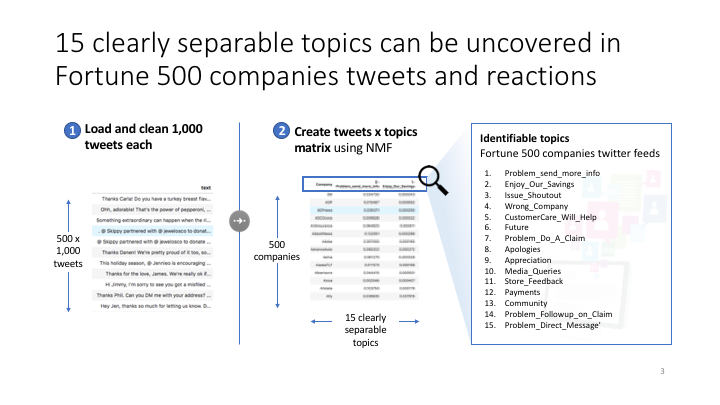 15 clearly separable topics can be uncovered in
Fortune 500 companies tweets and reactions
1 Load and clean 1,000
tweets each
text
Thanks Carla! Do you have a turkey breast flav...
Ohh, adorable! That's the power of pepperoni, ...
Something extraordinary can happen when the ri...
. @ Skippy partnered with @ jewelosco to donat...
@ Skippy partnered with @ jewelosco to donate ...
Thanks Daren! We're pretty proud of it too, so...
This holiday season, @ Jennieo is encouraging ...
Thanks for the love, James. We're really ok if...
Hi Jimmy, I'm sorry to see you got a misfiled ...
Thanks Phil. Can you DM me with your address? ...
Hey Jen, thanks so much for letting us know. D...
500 x
1,000
tweets
2 Create tweets x topics
matrix using NMF
Company
Problem_send_more_info
Enjoy_Our_Savings
500
companies
15 clearly
separable
topics
Identifiable topics
Fortune 500 companies twitter feeds
1. Problem_send_more_info
2. Enjoy_Our_Savings
3. Issue_Shoutout
4. Wrong_Company
5. CustomerCare_Will_Help
6. Future
7. Problem_Do_A_Claim
8. Apologies
9. Appreciation
10. Media_Queries
11. Store_Feedback
12. Payments
13. Community
14. Problem_Followup_on_Claim
15. Problem_Direct_Message'
3